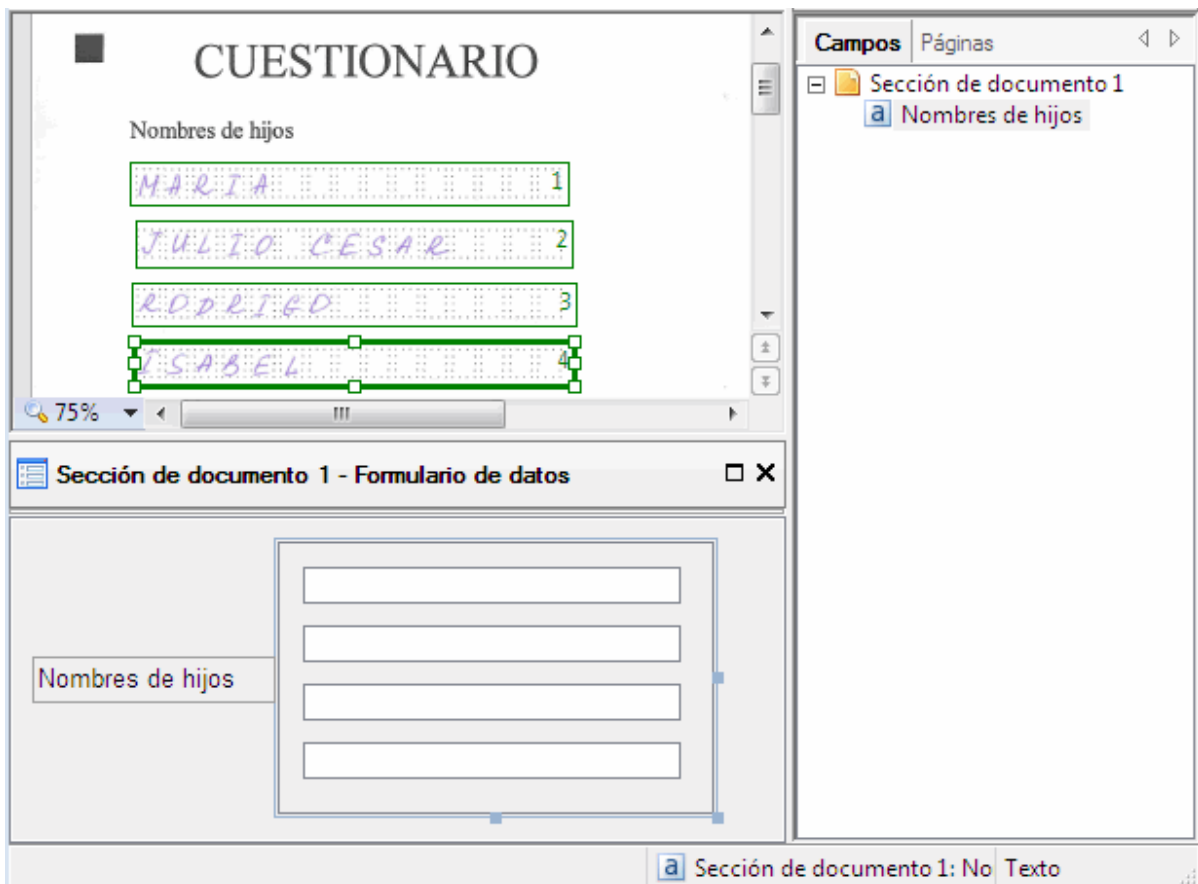 CUESTIONARIO
Nombres de hijos
MARIA 1
JULIO CESAR 2
RODRIGO 3
ISABEL 4
75%
Sección de documento 1 - Formulario de datos
Nombres de hijos
Campos Páginas
Sección de documento 1
a Nombres de hijos
a Sección de documento 1: No Texto